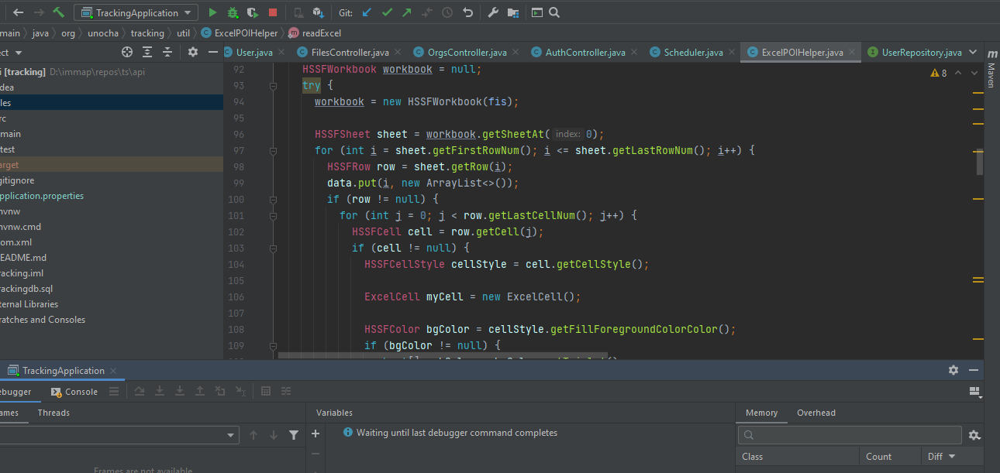 TrackingApplication Git:
main java org unocha tracking util ExcelPOIHelper readExcel
ct User.java FilesController.java OrgsController.java AuthController.java Scheduler.java ExcelPOIHelper.java UserRepository.java
i [tracking] D:\immap\repos\ts\api
dea
les
rc
main
test
arget
gitignore
pplication.properties
nvnw
nvnw.cmd
om.xml
EADME.md
racking.iml
rackingdb.sql
ternal Libraries
ratches and Consoles
92 HSSFWorkbook workbook = null;
93 try {
94 workbook = new HSSFWorkbook(fis);
95
96 HSSFSheet sheet = workbook.getSheetAt( index: 0);
97 for (int i = sheet.getFirstRowNum(); i <= sheet.getLastRowNum(); i++) {
98 HSSFRow row = sheet.getRow(i);
99 data.put(i, new ArrayList<>());
100 if (row != null) {
101 for (int j = 0; j < row.getLastCellNum(); j++) {
102 HSSFCell cell = row.getCell(j);
103 if (cell != null) {
104 HSSFCellStyle cellStyle = cell.getCellStyle();
105
106 ExcelCell myCell = new ExcelCell();
107
108 HSSFColor bgColor = cellStyle.getFillForegroundColorColor();
109 if (bgColor != null) {
8
m
Maven
TrackingApplication
ebugger Console
ames Threads
Variables
Waiting until last debugger command completes
Frames are not available
Memory Overhead
Class Count Diff